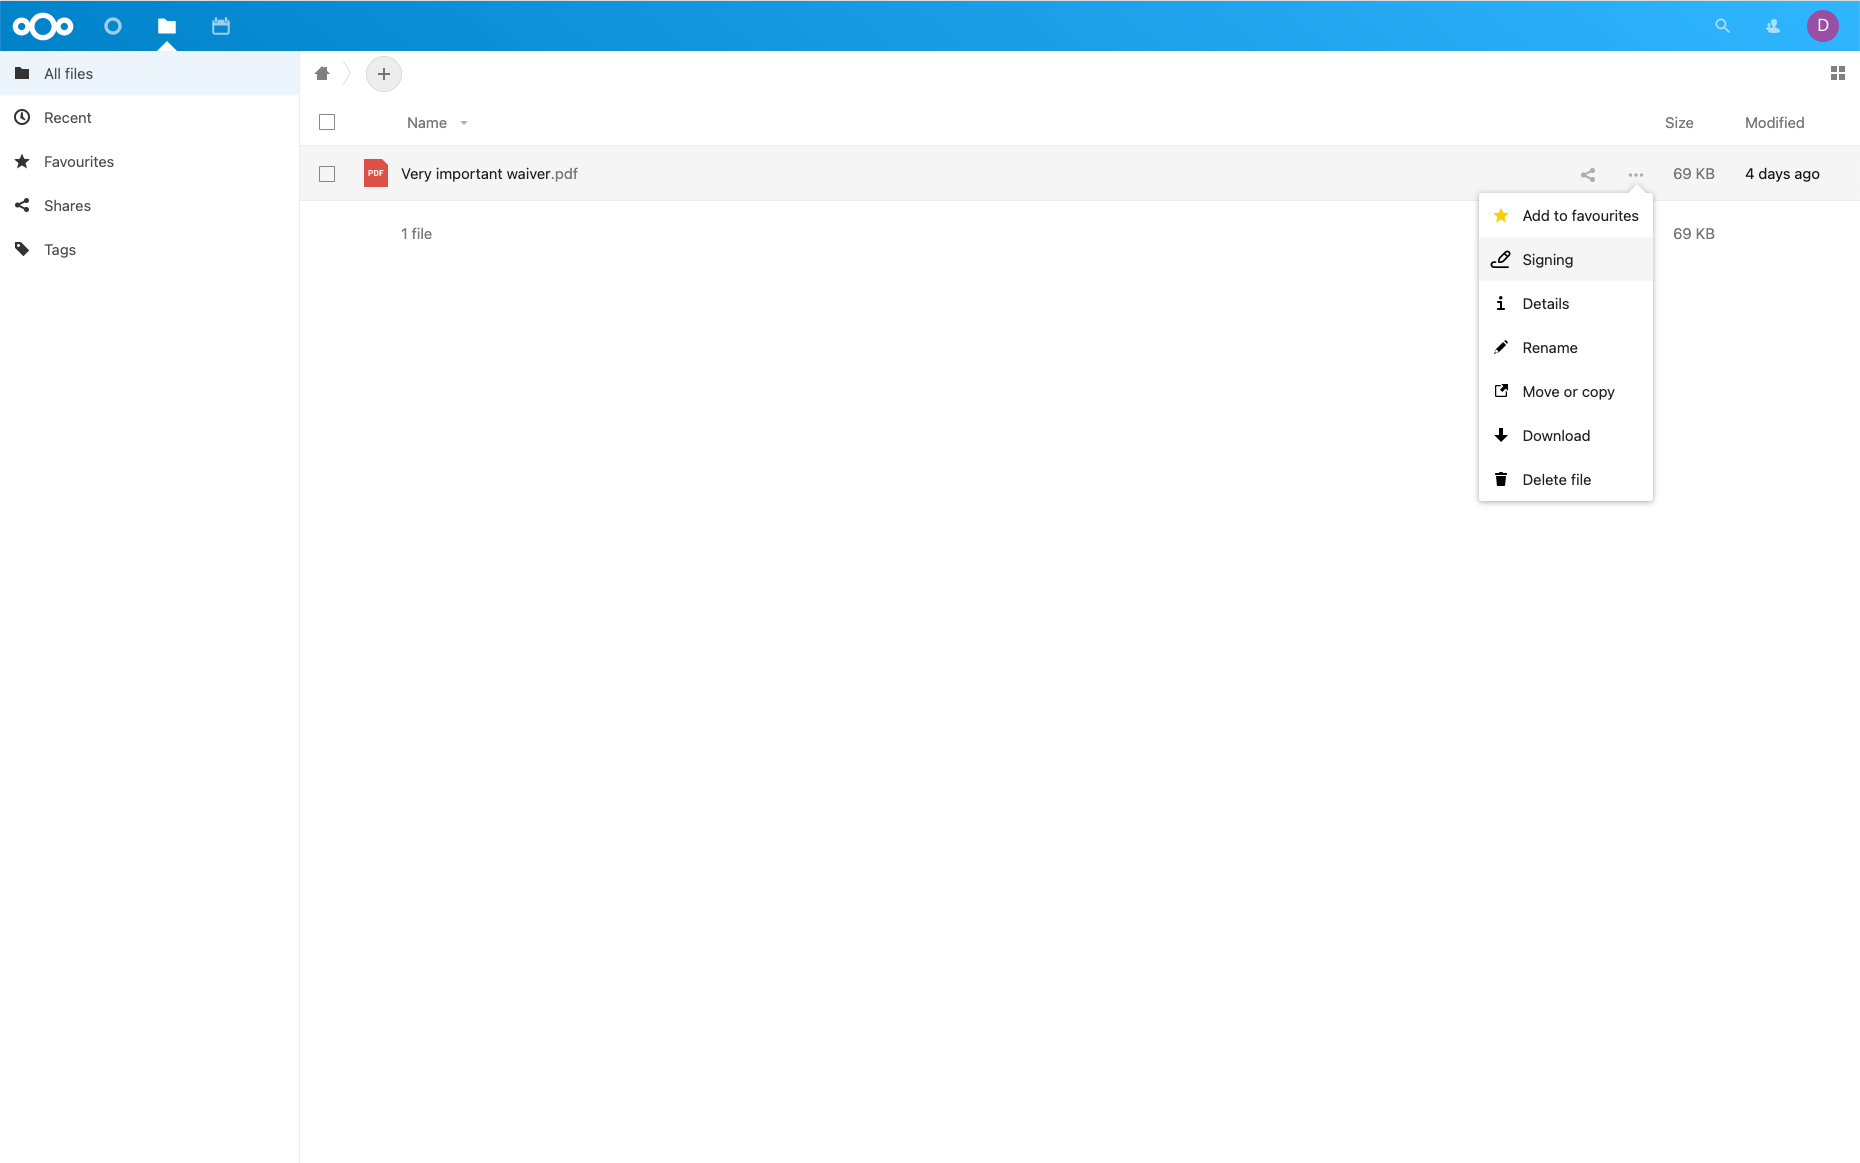 D
All files
Recent
Favourites
Shares
Tags
Name
Size
Modified
PDF
Very important waiver.pdf
69 KB
4 days ago
1 file
69 KB
Add to favourites
Signing
Details
Rename
Move or copy
Download
Delete file